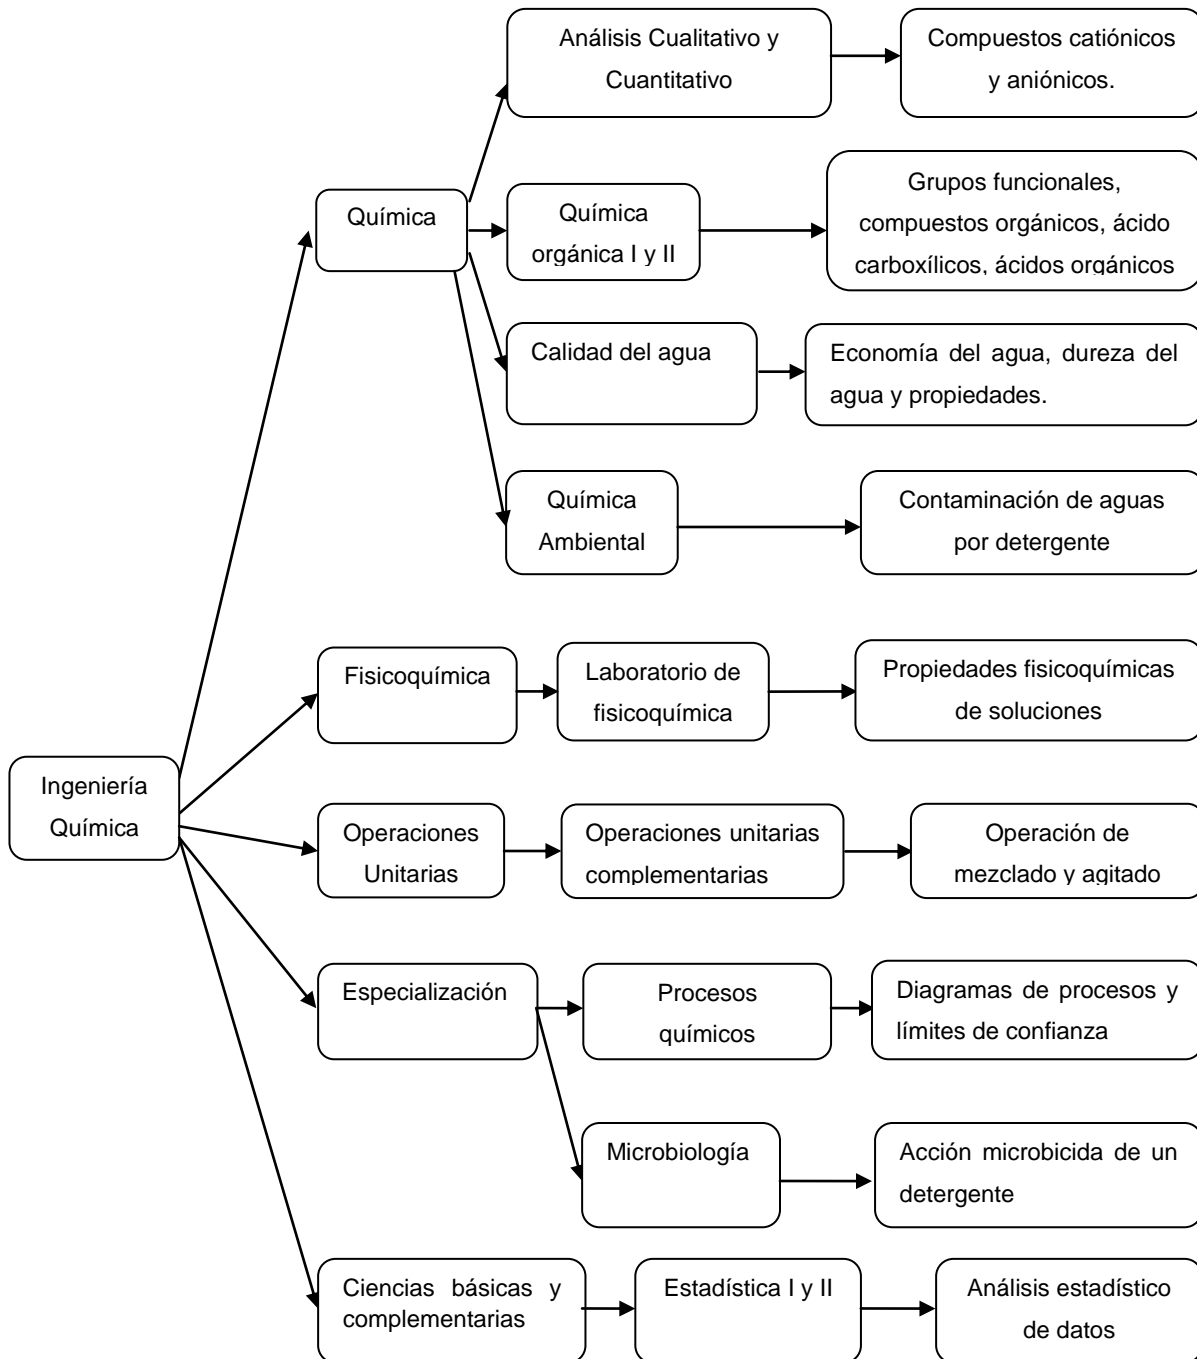 Análisis Cualitativo y
Cuantitativo
Compuestos catiónicos
y aniónicos.
Química
Química
orgánica I y II
Grupos funcionales,
compuestos orgánicos, ácido
carboxílicos, ácidos orgánicos
Calidad del agua
Economía del agua, dureza del
agua y propiedades.
Química
Ambiental
Contaminación de aguas
por detergente
Fisicoquímica
Laboratorio de
fisicoquímica
Propiedades fisicoquímicas
de soluciones
Ingeniería
Química
Operaciones
Unitarias
Operaciones unitarias
complementarias
Operación de
mezclado y agitado
Especialización
Procesos
químicos
Diagramas de procesos y
límites de confianza
Microbiología
Acción microbicida de un
detergente
Ciencias básicas y
complementarias
Estadística I y II
Análisis estadístico
de datos